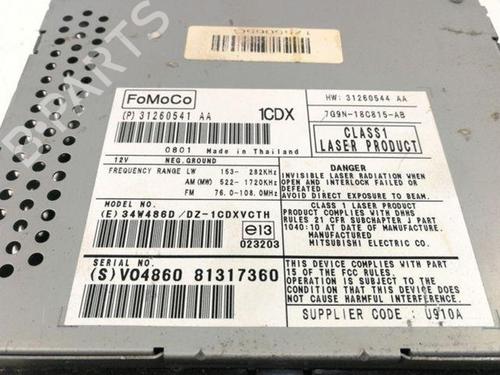 FoMoCo
(P) 31260541 AA
1CDX
HW: 31260544 AA
7G9N-18C815-AB
0801 Made in Thailand
CLASS1
LASER PRODUCT
12V NEG.GROUND
FREQUENCY RANGE LW 153- 282KHz
AM(MW) 522- 1720KHz
FM 76.0-108.0MHz
DANGER
INVISIBLE LASER RADIATION WHEN
OPEN AND INTERLOCK FAILED OR
DEFEATED.
AVOID DIRECT EXPOSURE TO BEAM.
MODEL NO.
(E)34W486D/DZ-1CDXVCTH
e13
023203
CLASS 1 LASER PRODUCT
THIS PRODUCT COMPLIES WITH DHHS
RULES 21 CFR SUBCHAPTER J PART
1040:10 AT DATE OF MANUFACTURE.
MANUFACTURED.
MITSUBISHI ELECTRIC CO.
SERIAL NO.
(S)V04860 81317360
THIS DEVICE COMPLIES WITH PART
15 OF THE FCC RULES.
OPERATION IS SUBJECT TO THE
CONDITION THAT THIS DEVICE DOES
NOT CAUSE HARMFUL INTERFERENCE.
SUPPLIER CODE : U910A